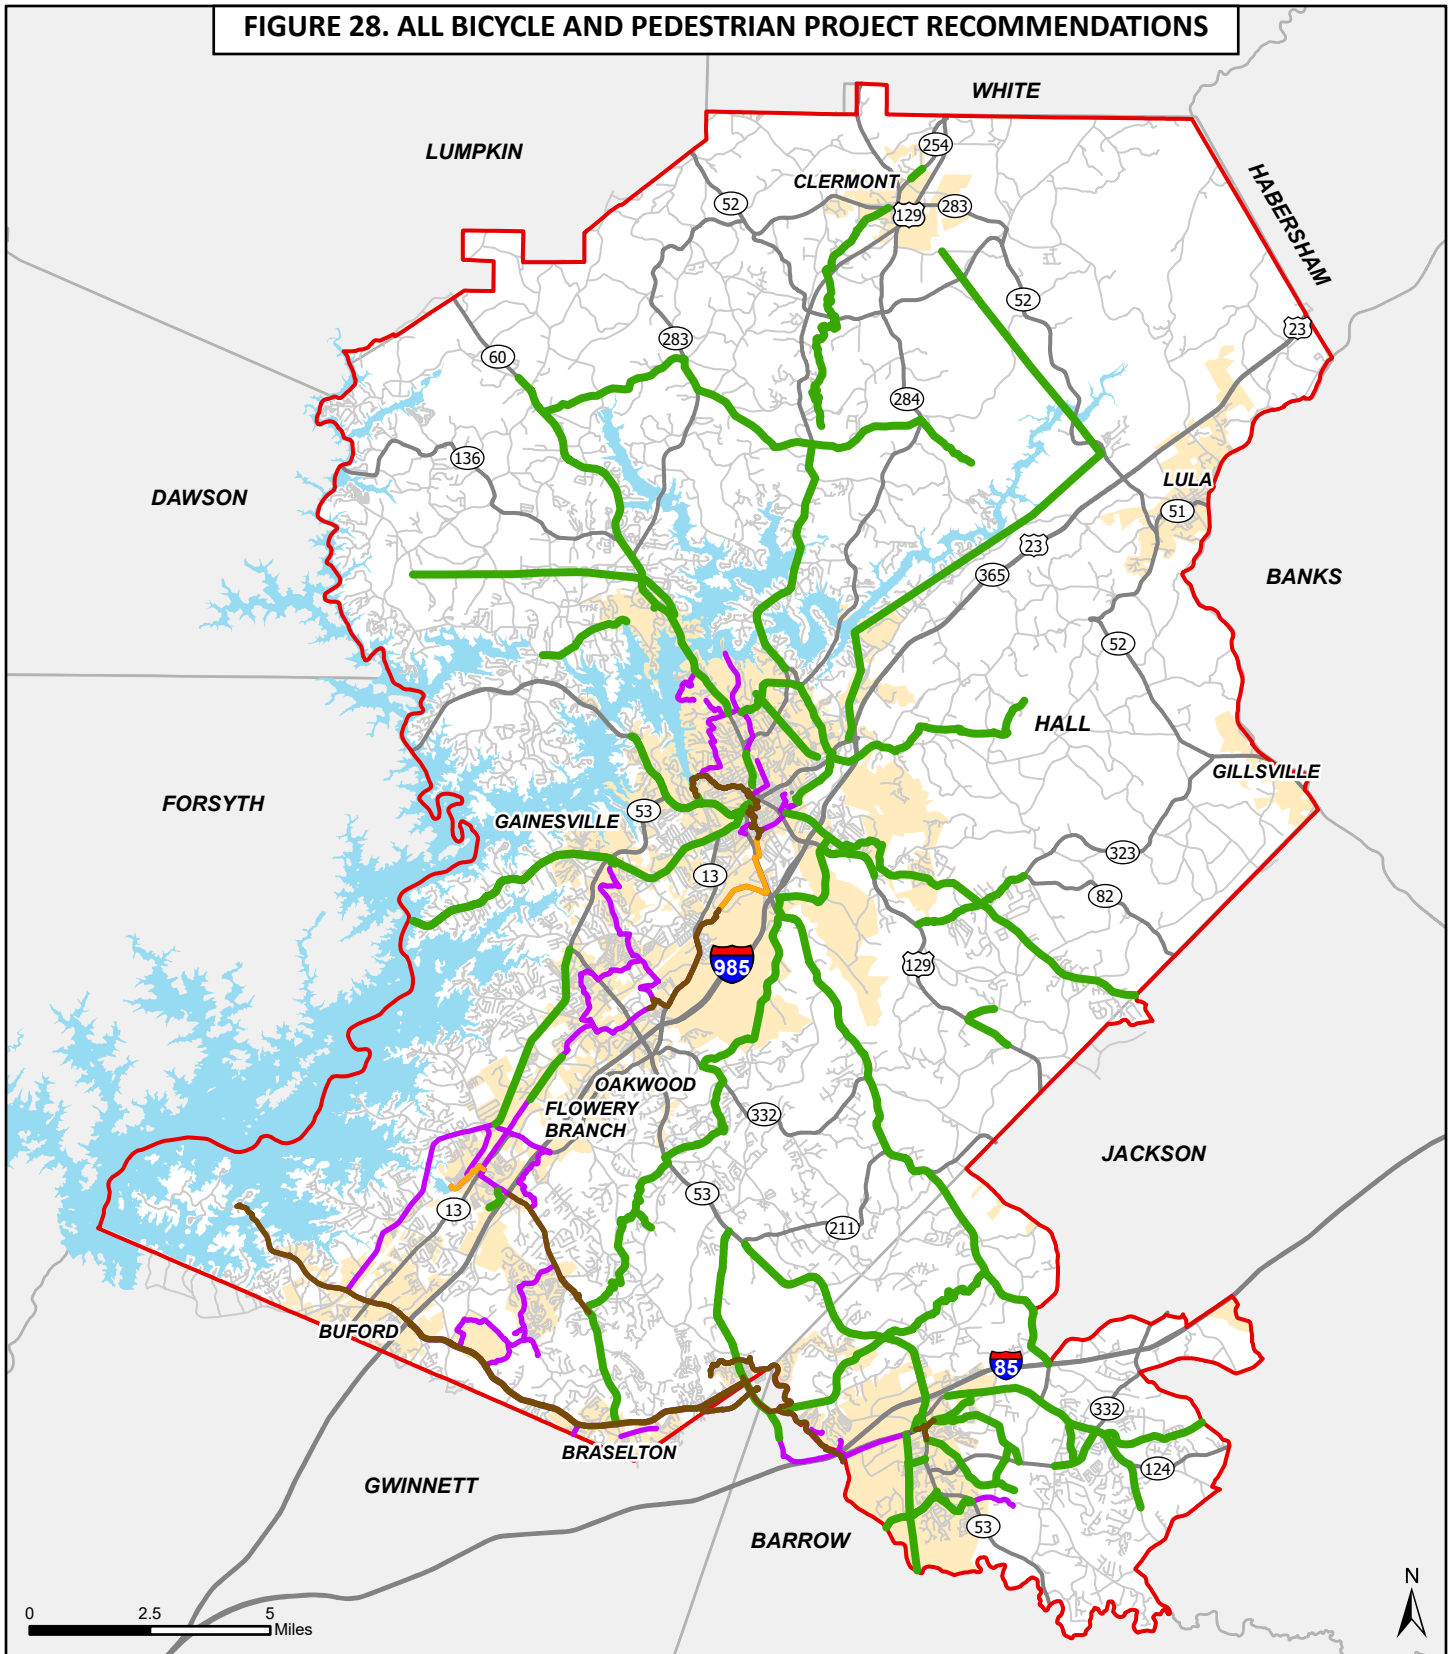 FIGURE 28. ALL BICYCLE AND PEDESTRIAN PROJECT RECOMMENDATIONS
WHITE
LUMPKIN
254
CLERMONT
HABERSHAM
52
129
283
52
23
283
60
284
136
LULA
DAWSON
51
23
BANKS
365
52
HALL
GILLSVILLE
FORSYTH
53
GAINESVILLE
323
13
82
985
129
OAKWOOD
FLOWERY
BRANCH
332
JACKSON
53
13
211
BUFORD
85
332
BRASELTON
124
GWINNETT
53
BARROW
N
0 2.5 5
Miles